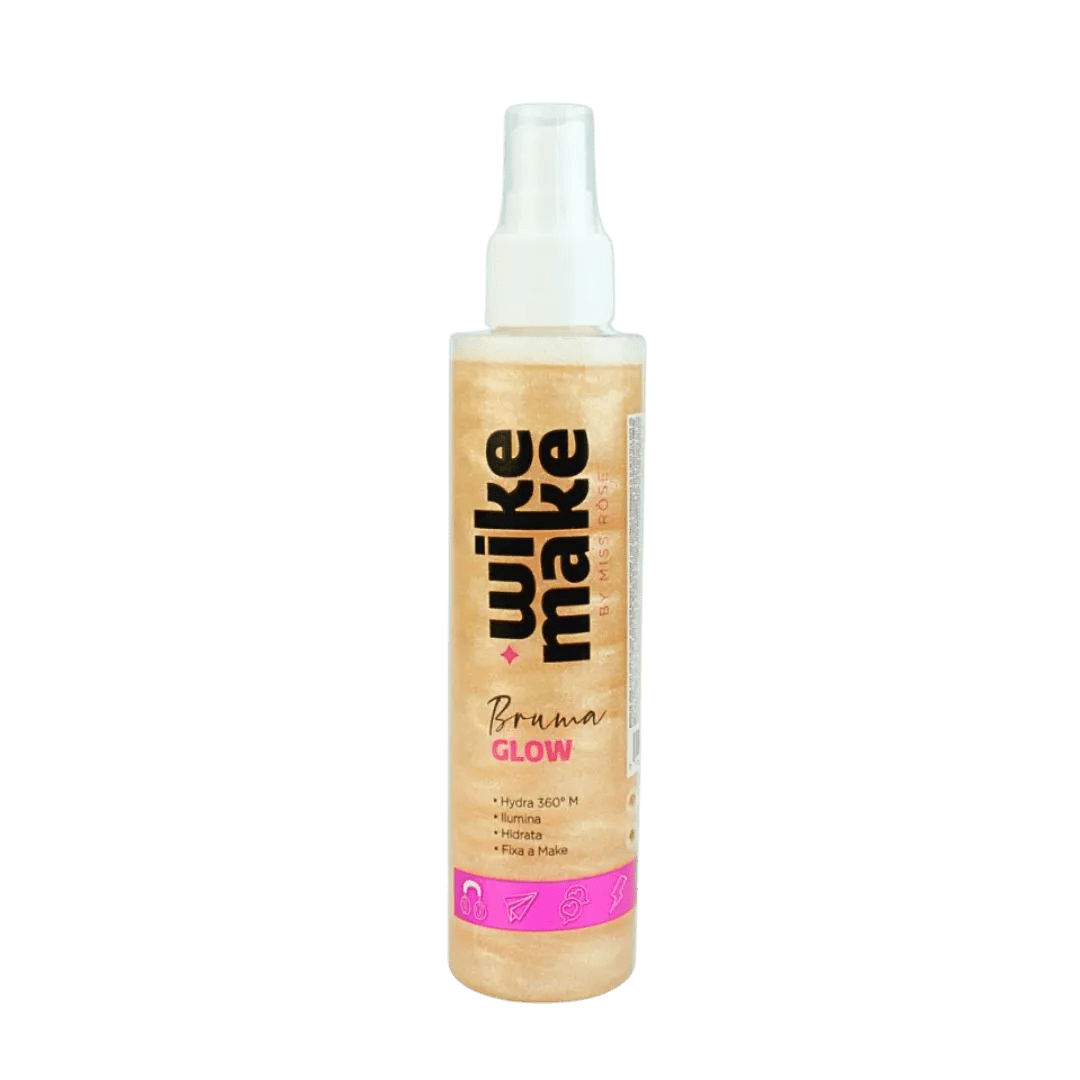 wike
make
BY MISS RÔSE
Bruma
GLOW
• Hydra 360° M
• Ilumina
• Hidrata
• Fixa a Make